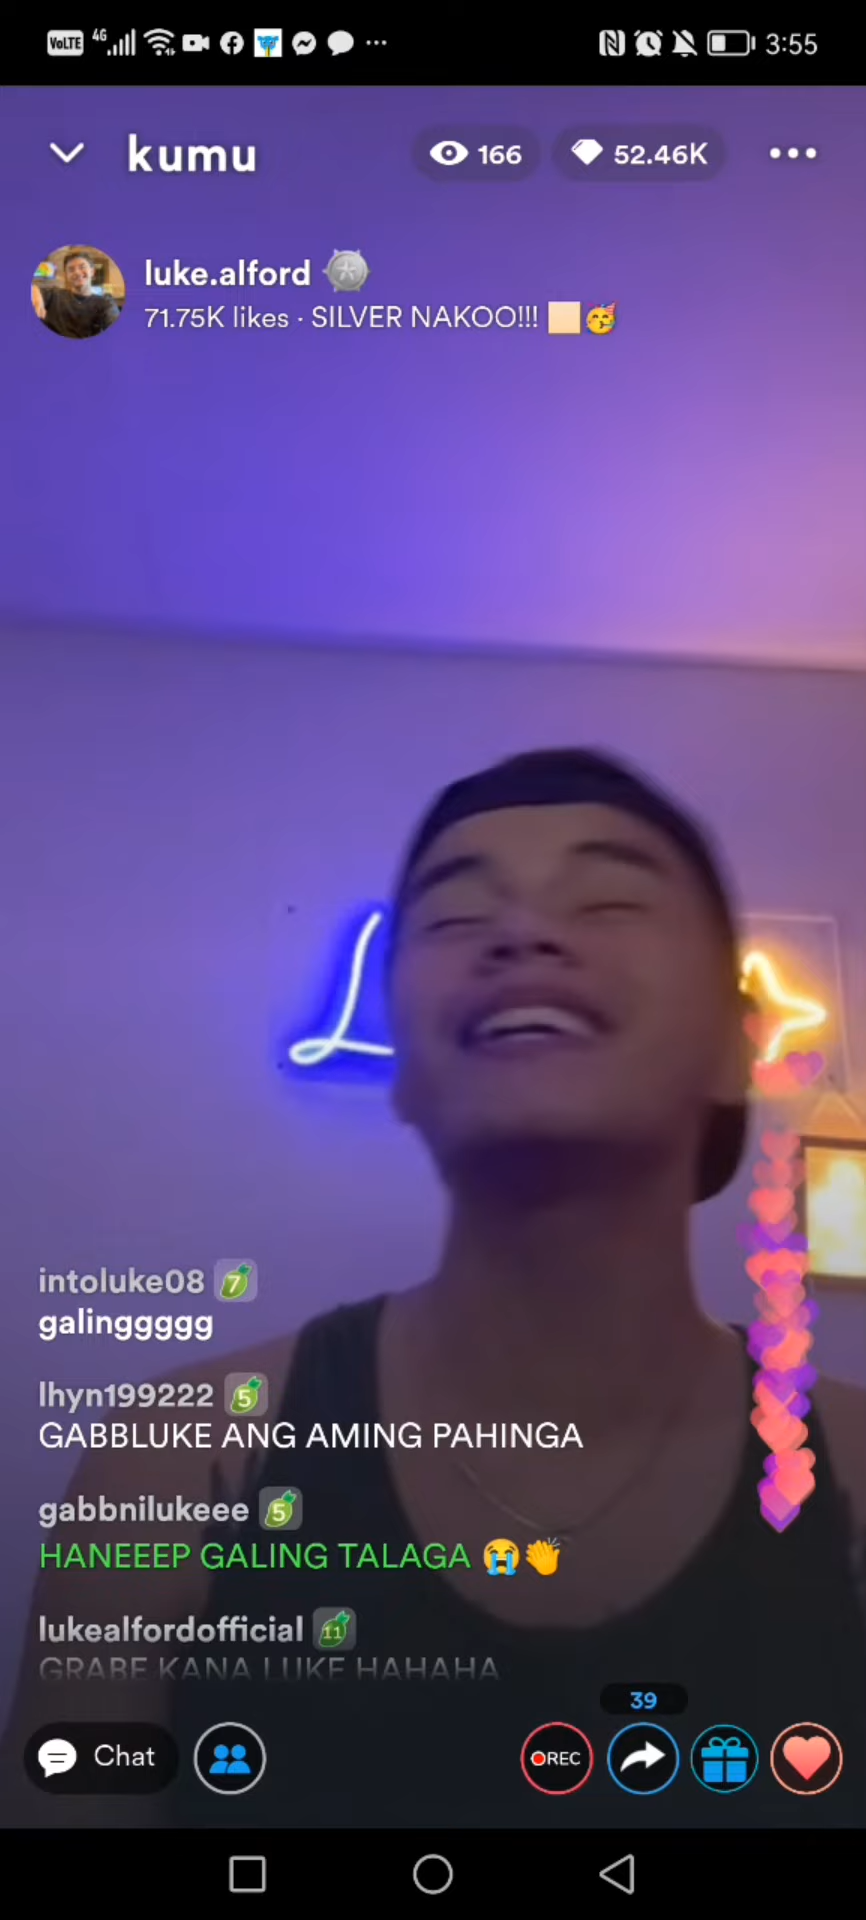 VoLTE 4G 3:55
kumu 166 52.46K
luke.alford
71.75K likes · SILVER NAKOO!!! 🥳
L
intoluke08 7
galinggggg
lhyn199222 5
GABBLUKE ANG AMING PAHINGA
gabbnilukeee 5
HANEEEP GALING TALAGA 😭👏
lukealfordofficial 11
GRABE KANA LUKE HAHAHA
39
Chat REC